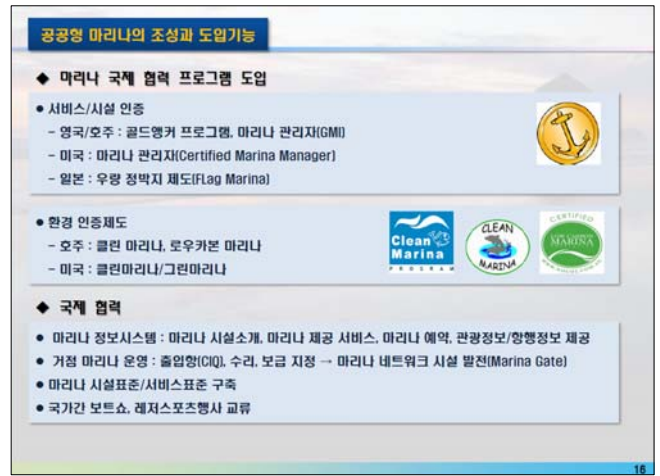 공공형 마리나의 조성과 도입기능
◆ 마리나 국제 협력 프로그램 도입
● 서비스/시설 인증
- 영국/호주 : 골드앵커 프로그램, 마리나 관리자(GMI)
- 미국 : 마리나 관리자(Certified Marina Manager)
- 일본 : 우량 정박지 제도(FLag Marina)
● 환경 인증제도
- 호주 : 클린 마리나, 로우카본 마리나
- 미국 : 클린마리나/그린마리나
Clean
Marina
PROGRAM
CLEAN
MARINA
CERTIFIED
MARINA
◆ 국제 협력
● 마리나 정보시스템 : 마리나 시설소개, 마리나 제공 서비스, 마리나 예약, 관광정보/항행정보 제공
● 거점 마리나 운영 : 출입항(CIQ), 수리, 보급 지정 → 마리나 네트워크 시설 발전(Marina Gate)
● 마리나 시설표준/서비스표준 구축
● 국가간 보트쇼, 레저스포츠행사 교류
16